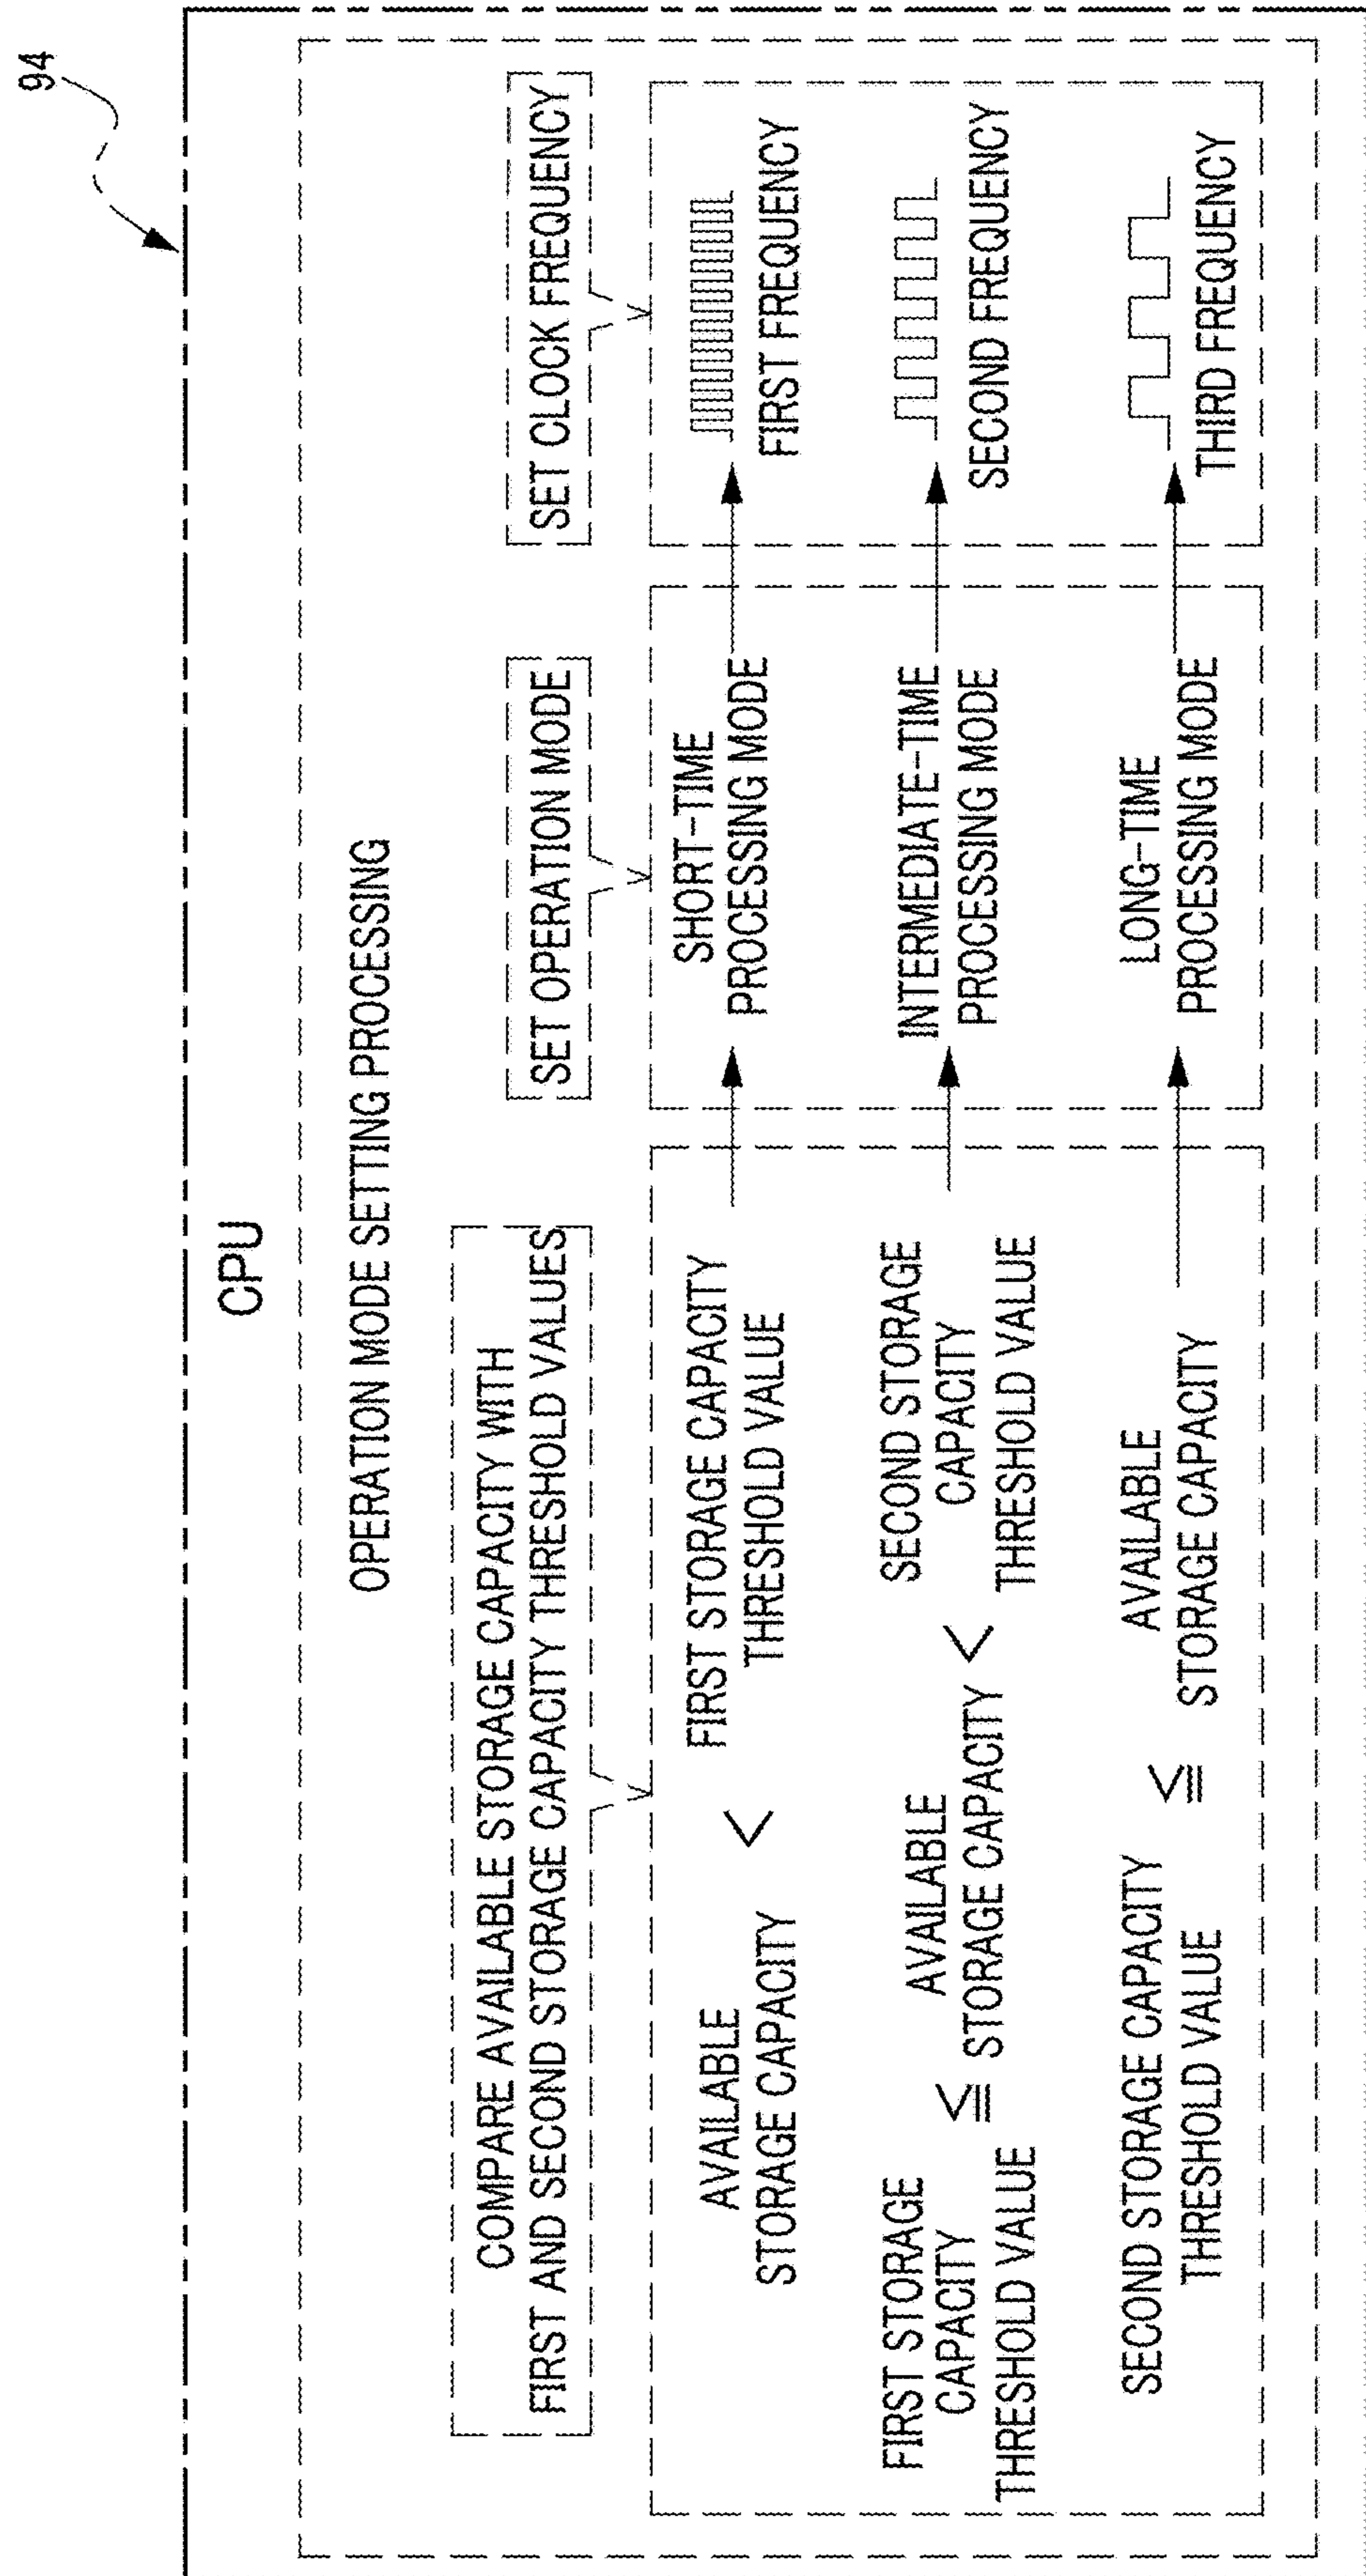 94
CPU
OPERATION MODE SETTING PROCESSING
COMPARE AVAILABLE STORAGE CAPACITY WITH
FIRST AND SECOND STORAGE CAPACITY THRESHOLD VALUES
SET OPERATION MODE
SET CLOCK FREQUENCY
AVAILABLE
STORAGE CAPACITY
<
FIRST STORAGE CAPACITY
THRESHOLD VALUE
SHORT-TIME
PROCESSING MODE
FIRST FREQUENCY
FIRST STORAGE
CAPACITY
THRESHOLD VALUE
≦
AVAILABLE
STORAGE CAPACITY
<
SECOND STORAGE
CAPACITY
THRESHOLD VALUE
INTERMEDIATE-TIME
PROCESSING MODE
SECOND FREQUENCY
SECOND STORAGE CAPACITY
THRESHOLD VALUE
≦
AVAILABLE
STORAGE CAPACITY
LONG-TIME
PROCESSING MODE
THIRD FREQUENCY